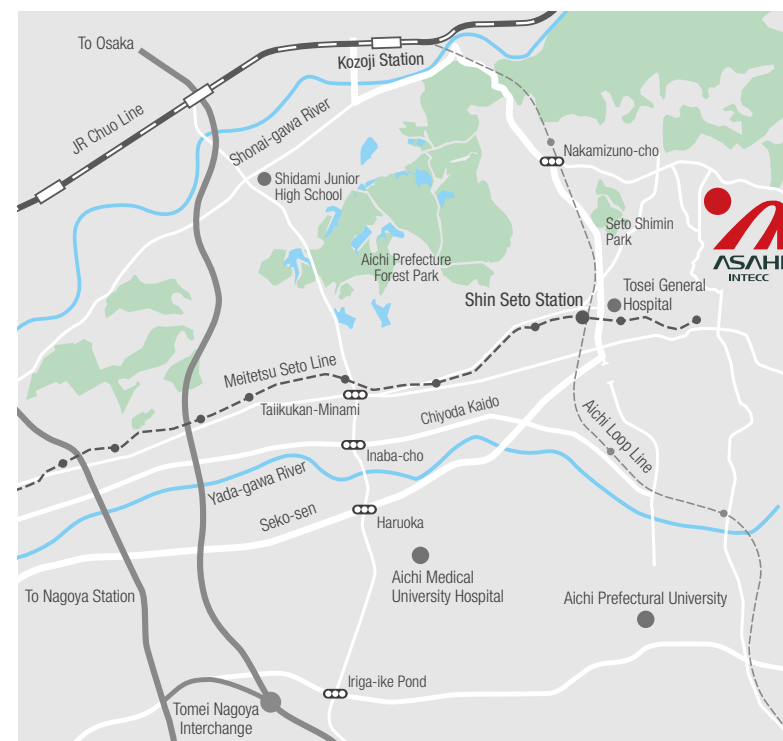 To Osaka
Kozoji Station
JR Chuo Line
Shonai-gawa River
Nakamizuno-cho
Shidami Junior
High School
Seto Shimin
Park
ASAHI
INTECC
Aichi Prefecture
Forest Park
Tosei General
Hospital
Shin Seto Station
Meitetsu Seto Line
Taiikukan-Minami
Chiyoda Kaido
Aichi Loop Line
Inaba-cho
Yada-gawa River
Seko-sen
Haruoka
Aichi Medical
University Hospital
To Nagoya Station
Aichi Prefectural University
Iriga-ike Pond
Tomei Nagoya
Interchange